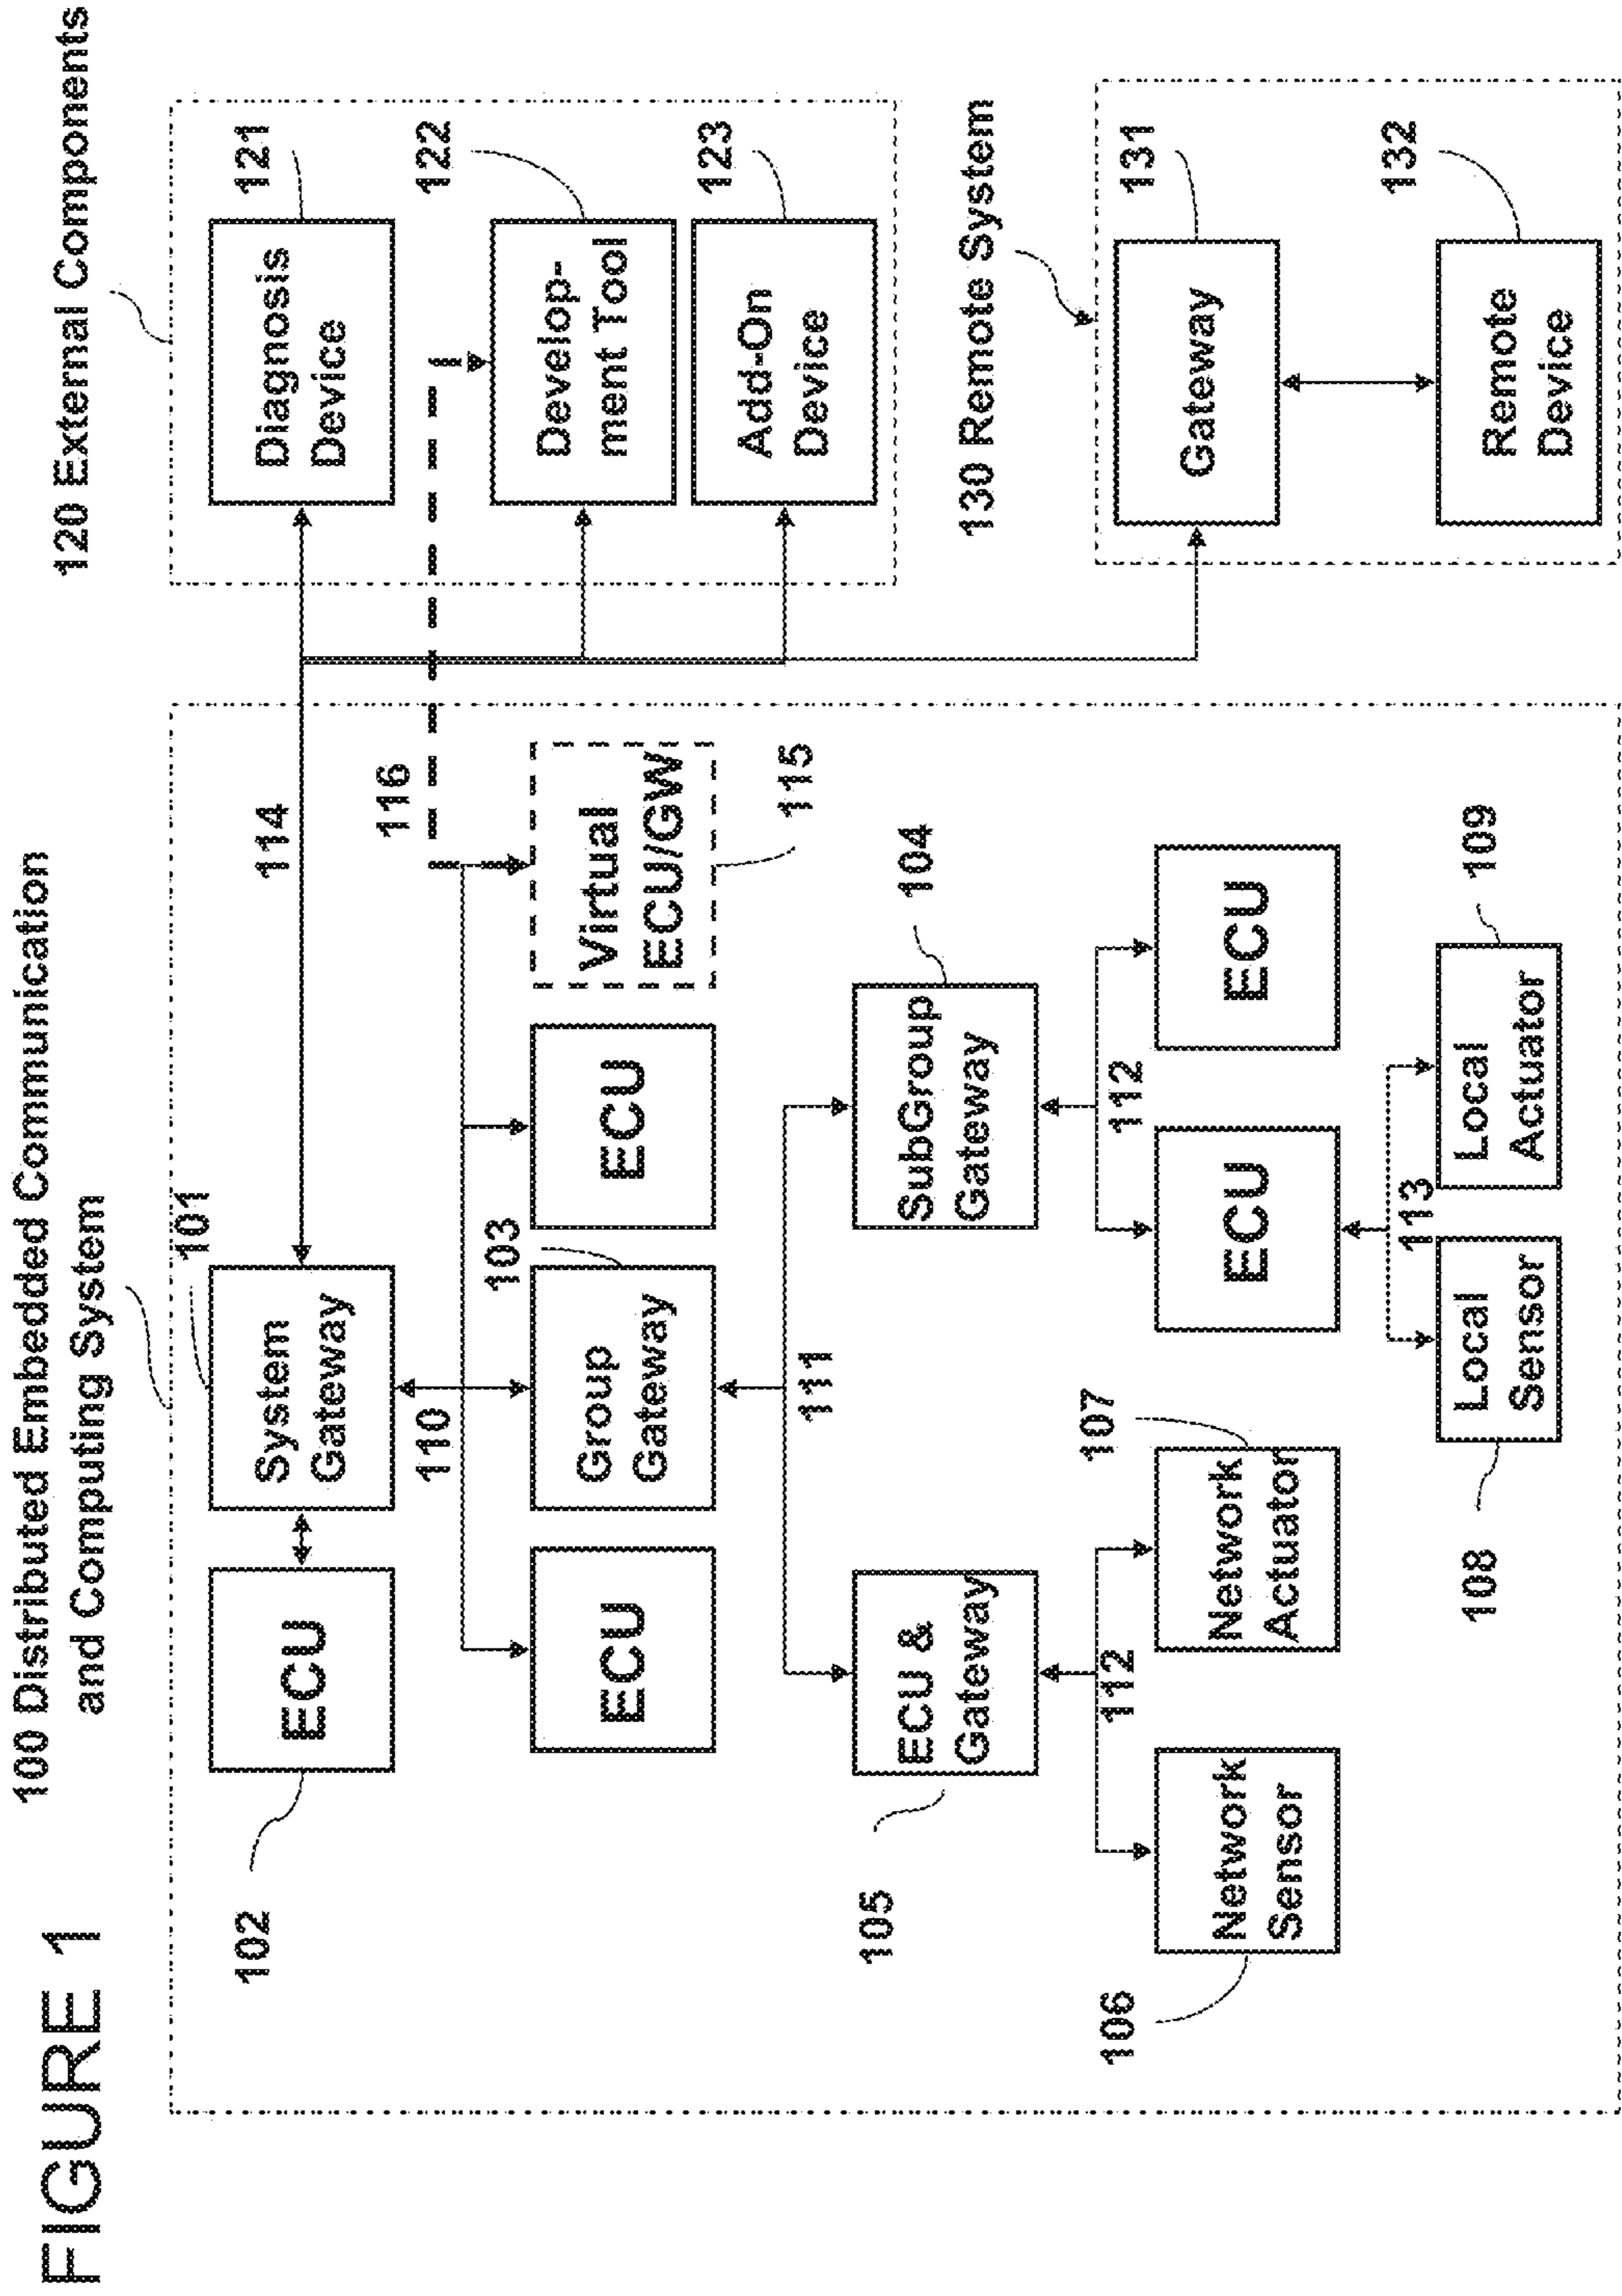 FIGURE 1
100 Distributed Embedded Communication
and Computing System
120 External Components
101
102
ECU
System
Gateway
114
Diagnosis
Device
121
110
116
122
ECU
103
Group
Gateway
ECU
Virtual
ECU/GW
115
Develop-
ment Tool
123
Add-On
Device
111
105
ECU &
Gateway
SubGroup
Gateway
104
130 Remote System
112
107
112
106
Network
Sensor
Network
Actuator
ECU
ECU
Gateway
131
113
108
Local
Sensor
Local
Actuator
109
Remote
Device
132